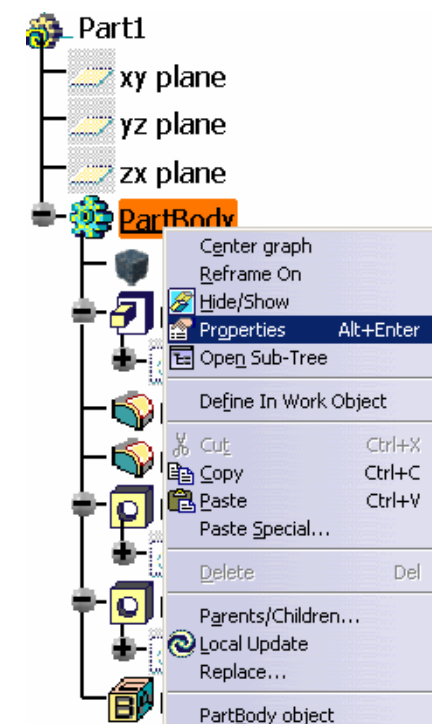 Part1
xy plane
yz plane
zx plane
PartBody
Center graph
Reframe On
Hide/Show
Properties Alt+Enter
Open Sub-Tree
Define In Work Object
Cut Ctrl+X
Copy Ctrl+C
Paste Ctrl+V
Paste Special...
Delete Del
Parents/Children...
Local Update
Replace...
PartBody object